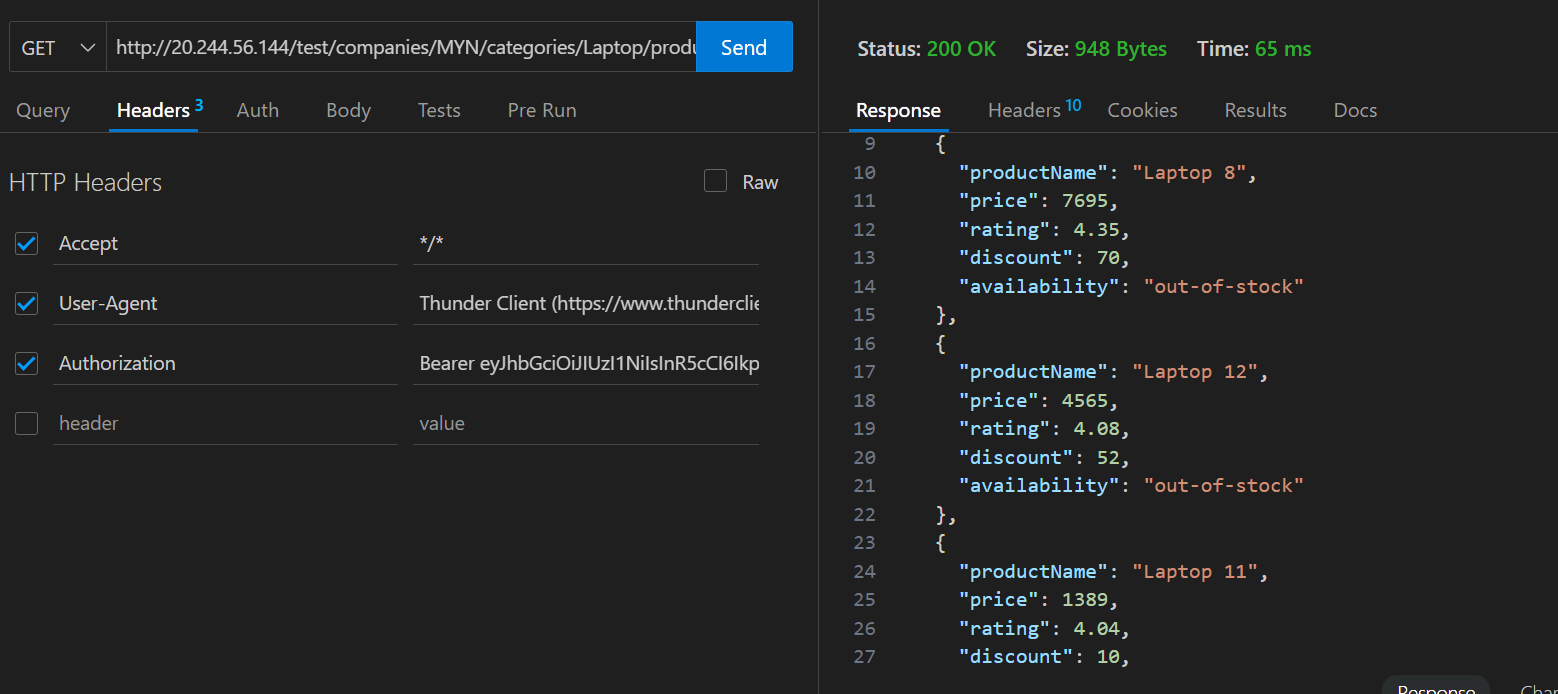 GET
http://20.244.56.144/test/companies/MYN/categories/Laptop/produ
Send
Query
Headers 3
Auth
Body
Tests
Pre Run
HTTP Headers
Raw
Accept
*/*
User-Agent
Thunder Client (https://www.thunderclie
Authorization
Bearer eyJhbGciOiJIUzI1NiIsInR5cCI6Ikp
header
value
Status: 200 OK Size: 948 Bytes Time: 65 ms
Response
Headers 10
Cookies
Results
Docs
9 {
10 "productName": "Laptop 8",
11 "price": 7695,
12 "rating": 4.35,
13 "discount": 70,
14 "availability": "out-of-stock"
15 },
16 {
17 "productName": "Laptop 12",
18 "price": 4565,
19 "rating": 4.08,
20 "discount": 52,
21 "availability": "out-of-stock"
22 },
23 {
24 "productName": "Laptop 11",
25 "price": 1389,
26 "rating": 4.04,
27 "discount": 10,
Response